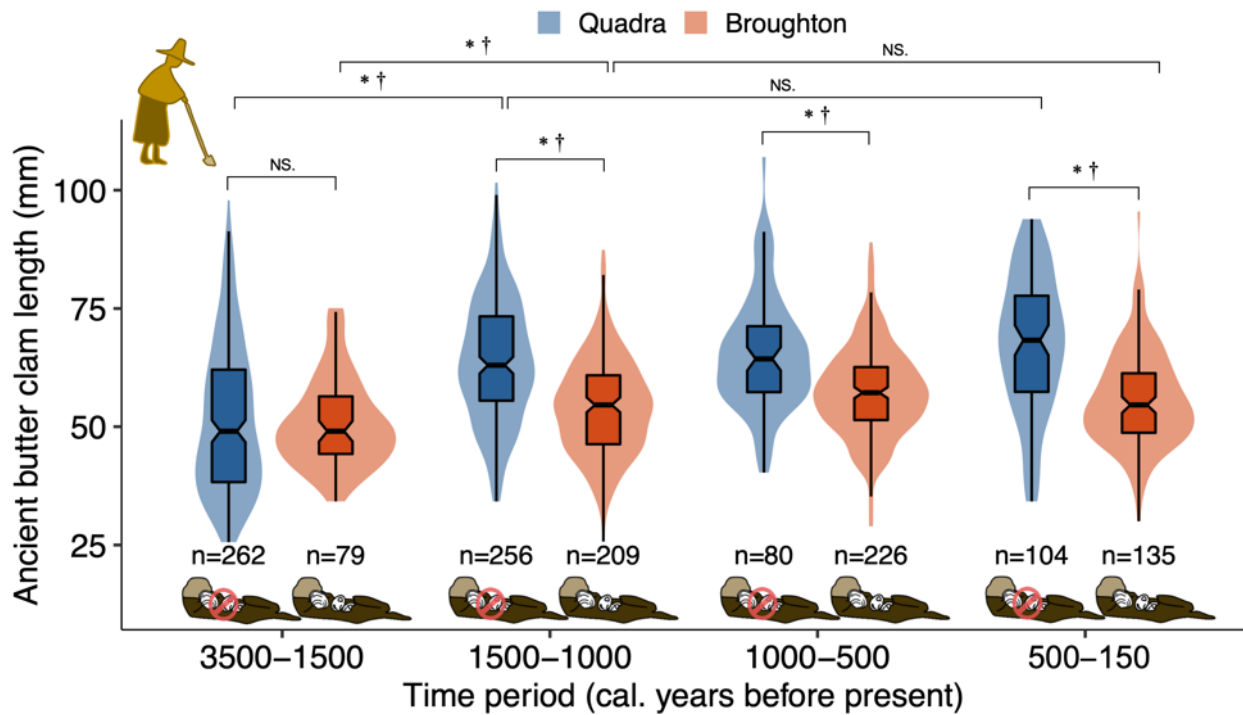 Quadra Broughton
* † NS.
* † NS.
* †
* †
NS.
* †
Ancient butter clam length (mm)
100
75
50
25
n=262 n=79 n=256 n=209 n=80 n=226 n=104 n=135
3500–1500 1500–1000 1000–500 500–150
Time period (cal. years before present)